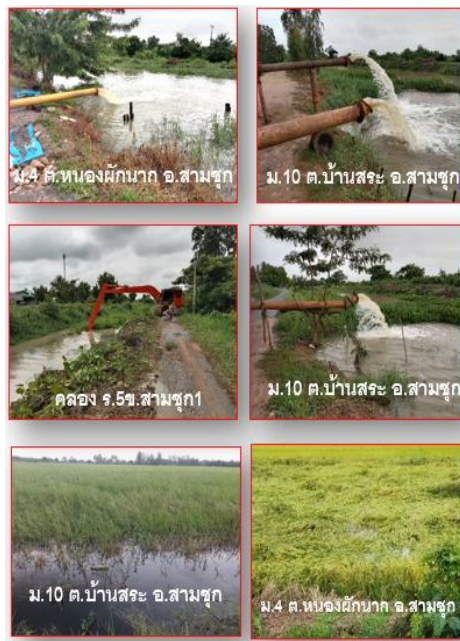 ม.4 ต.หนองผักนาก อ.สามชุก
ม.10 ต.บ้านสระ อ.สามชุก
คลอง ร.5ข.สามชุก1
ม.10 ต.บ้านสระ อ.สามชุก
ม.10 ต.บ้านสระ อ.สามชุก
ม.4 ต.หนองผักนาก อ.สามชุก